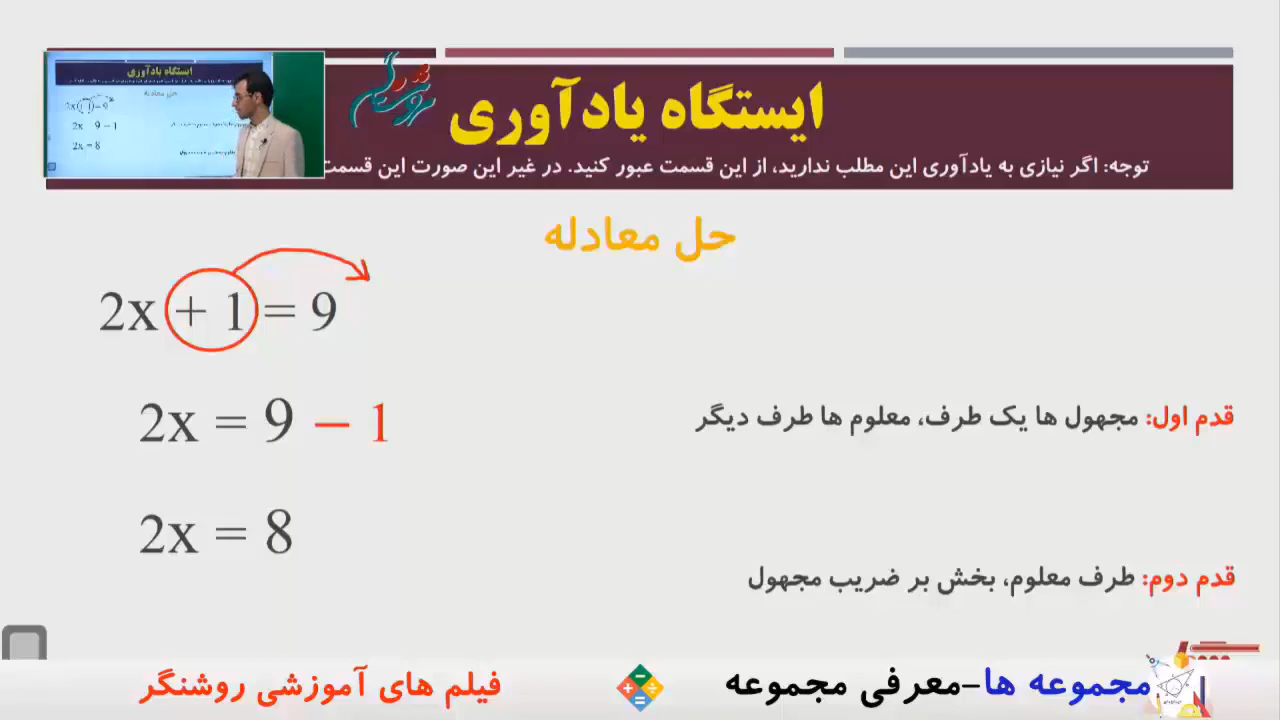 ایستگاه یادآوری
توجه: اگر نیازی به یادآوری این مطلب ندارید، از این قسمت عبور کنید. در غیر این صورت این قسمت
حل معادله
2x + 1 = 9
2x = 9 − 1
قدم اول: مجهول ها یک طرف، معلوم ها طرف دیگر
2x = 8
قدم دوم: طرف معلوم، بخش بر ضریب مجهول
مجموعه ها-معرفی مجموعه
فیلم های آموزشی روشنگر